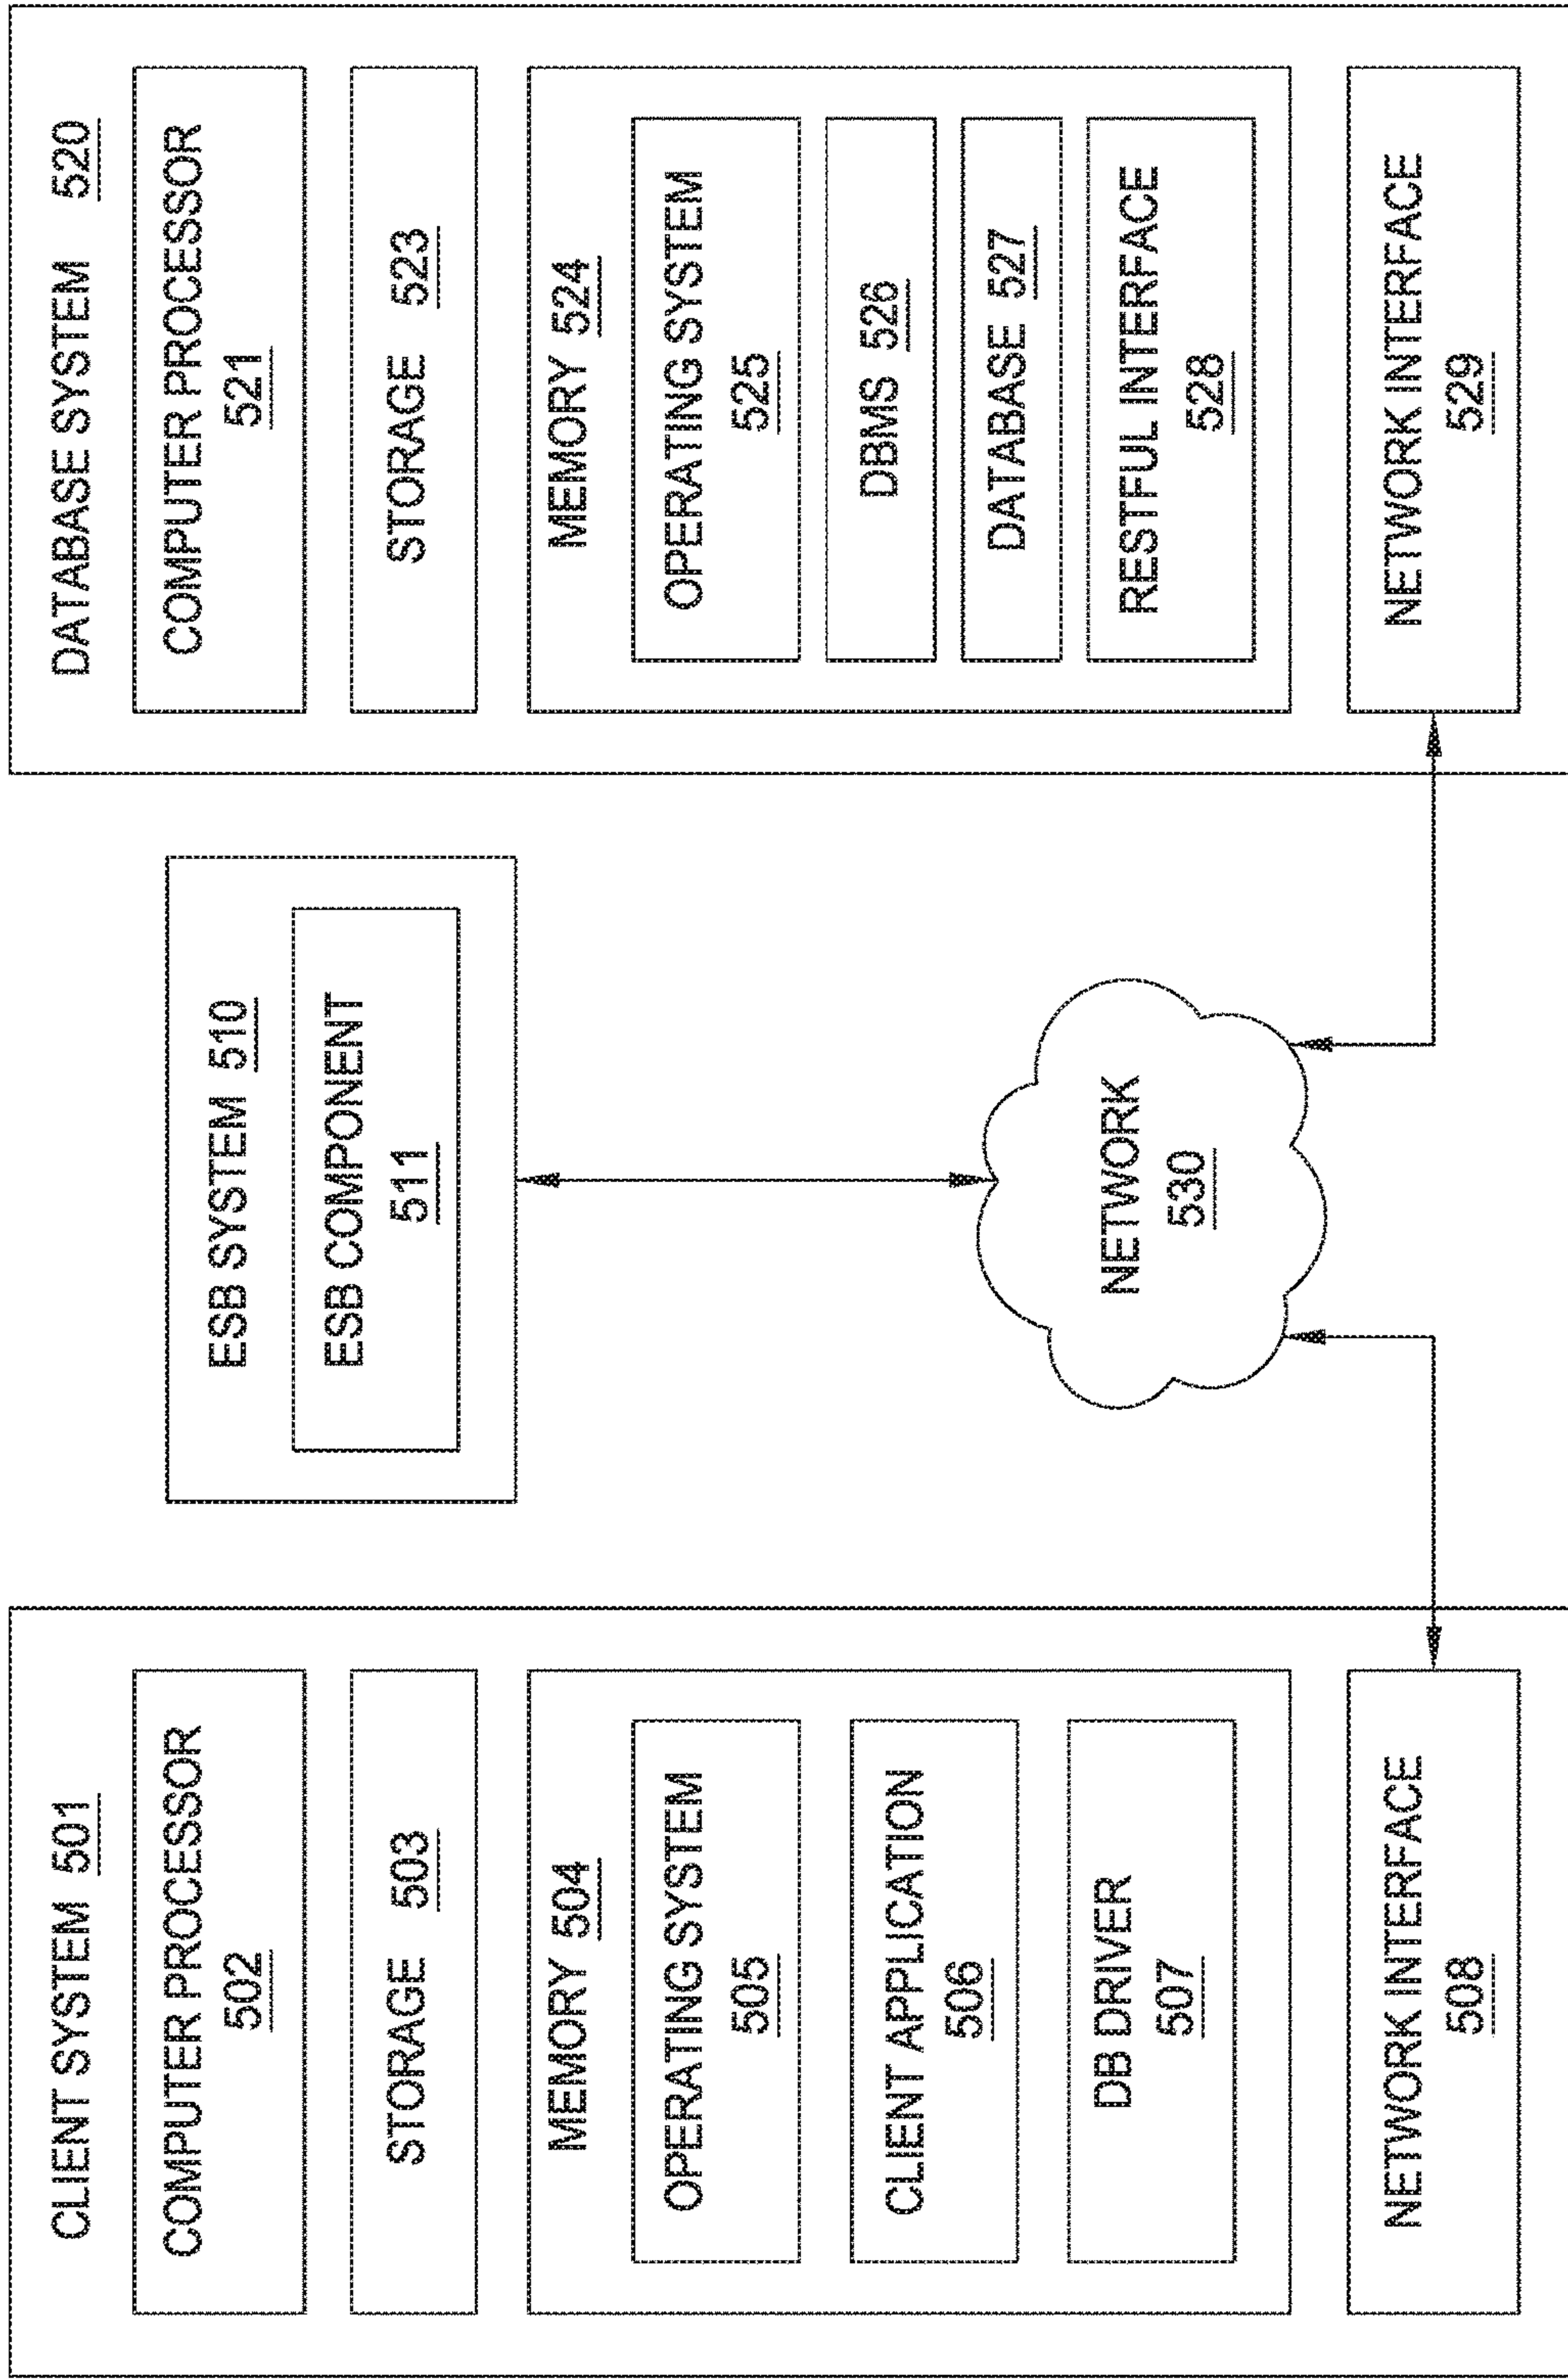 CLIENT SYSTEM 501
COMPUTER PROCESSOR
502
STORAGE 503
MEMORY 504
OPERATING SYSTEM
505
CLIENT APPLICATION
506
DB DRIVER
507
NETWORK INTERFACE
508
ESB SYSTEM 510
ESB COMPONENT
511
NETWORK
530
DATABASE SYSTEM 520
COMPUTER PROCESSOR
521
STORAGE 523
MEMORY 524
OPERATING SYSTEM
525
DBMS 526
DATABASE 527
RESTFUL INTERFACE
528
NETWORK INTERFACE
529